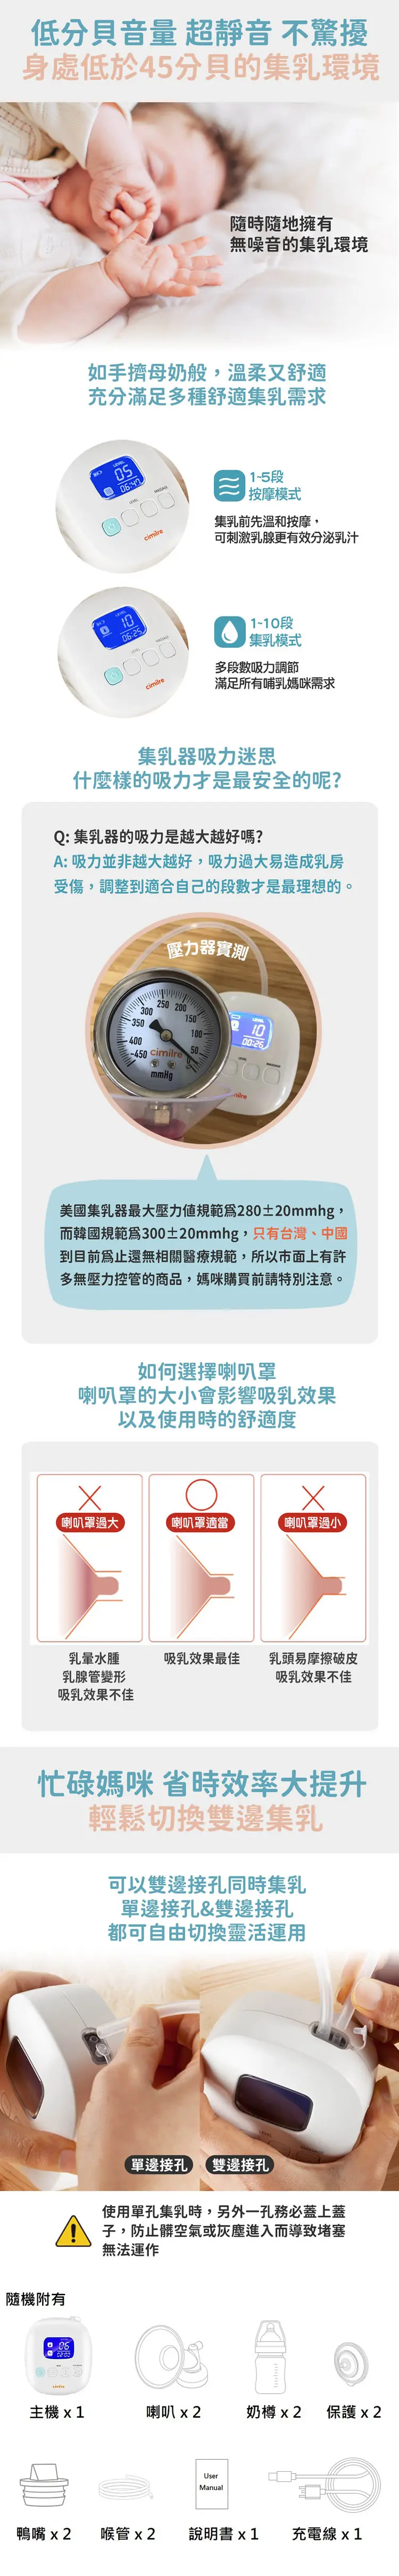 低分貝音量 超靜音 不驚擾
身處低於45分貝的集乳環境
隨時隨地擁有
無噪音的集乳環境
如手擠母奶般，溫柔又舒適
充分滿足多種舒適集乳需求
LEVEL
05
06:47
LEVEL
MASSAGE
cimilre
1~5段
按摩模式
集乳前先溫和按摩，
可刺激乳腺更有效分泌乳汁
LEVEL
10
06:25
LEVEL
MASSAGE
cimilre
1~10段
集乳模式
多段數吸力調節
滿足所有哺乳媽咪需求
集乳器吸力迷思
什麼樣的吸力才是最安全的呢?
Q: 集乳器的吸力是越大越好嗎?
A: 吸力並非越大越好，吸力過大易造成乳房
受傷，調整到適合自己的段數才是最理想的。
壓力器實測
250 200
300
150
350
100
400
50
450
0
cimilre
mmHg
LEVEL
10
00:26
美國集乳器最大壓力值規範爲280±20mmhg，
而韓國規範爲300±20mmhg，只有台灣、中國
到目前爲止還無相關醫療規範，所以市面上有許
多無壓力控管的商品，媽咪購買前請特別注意。
如何選擇喇叭罩
喇叭罩的大小會影響吸乳效果
以及使用時的舒適度
喇叭罩過大
喇叭罩適當
喇叭罩過小
乳暈水腫
乳腺管變形
吸乳效果不佳
吸乳效果最佳
乳頭易摩擦破皮
吸乳效果不佳
忙碌媽咪 省時效率大提升
輕鬆切換雙邊集乳
可以雙邊接孔同時集乳
單邊接孔&雙邊接孔
都可自由切換靈活運用
單邊接孔
雙邊接孔
使用單孔集乳時，另外一孔務必蓋上蓋
子，防止髒空氣或灰塵進入而導致堵塞
無法運作
隨機附有
主機 x 1
喇叭 x 2
奶樽 x 2
保護 x 2
User
Manual
鴨嘴 x 2
喉管 x 2
說明書 x 1
充電線 x 1